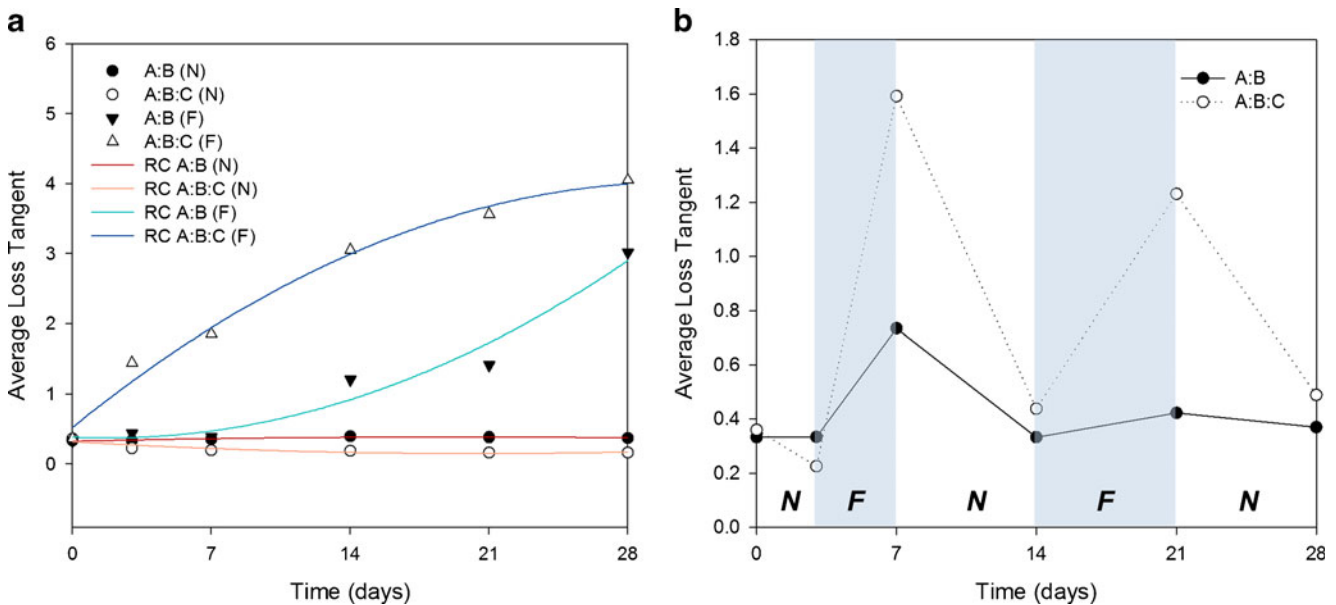 a
6
5
4
3
2
1
0
Average Loss Tangent
A:B (N)
A:B:C (N)
A:B (F)
A:B:C (F)
RC A:B (N)
RC A:B:C (N)
RC A:B (F)
RC A:B:C (F)
0 7 14 21 28
Time (days)
b
1.8
1.6
1.4
1.2
1.0
0.8
0.6
0.4
0.2
0.0
Average Loss Tangent
A:B
A:B:C
N F N F N
0 7 14 21 28
Time (days)